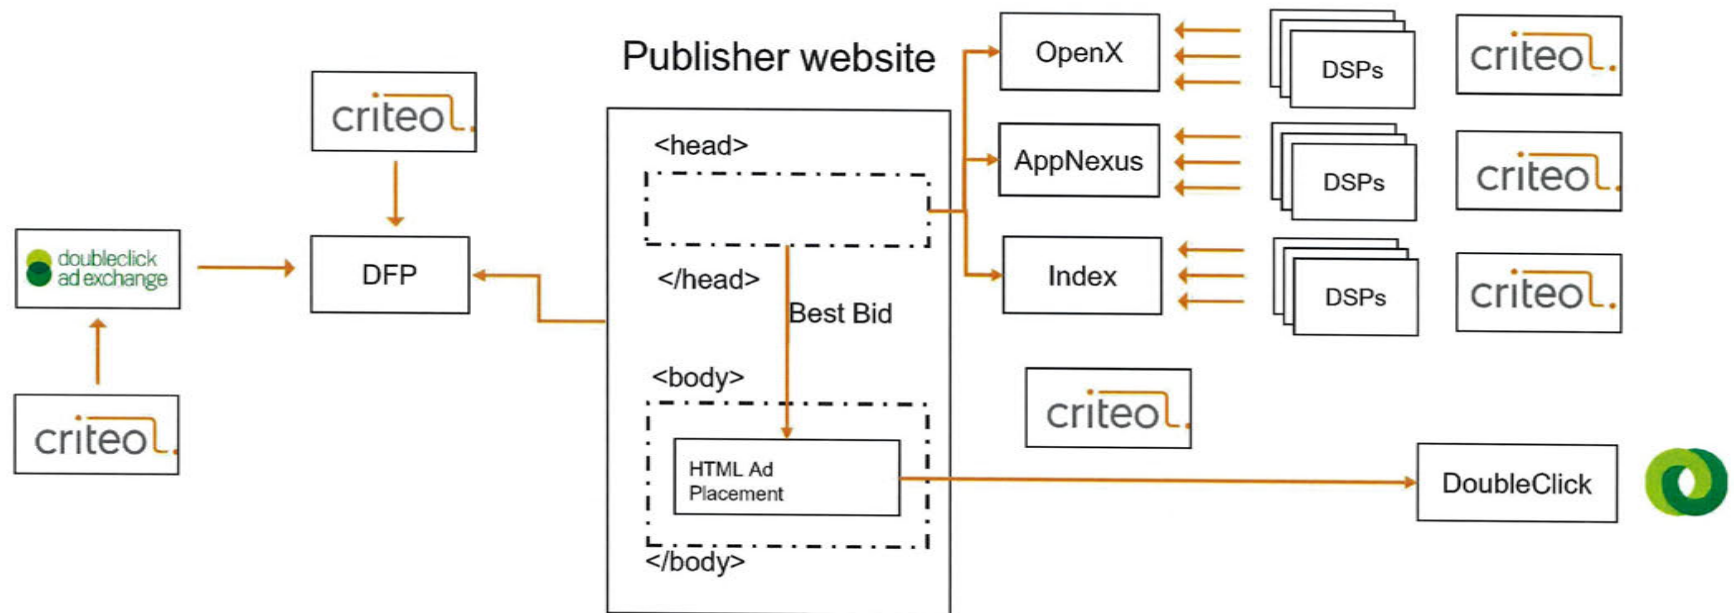 Publisher website
criteo
doubleclick
ad exchange
criteo
DFP
<head>
</head>
Best Bid
<body>
HTML Ad
Placement
</body>
OpenX
DSPs
criteo
AppNexus
DSPs
criteo
Index
DSPs
criteo
criteo
DoubleClick